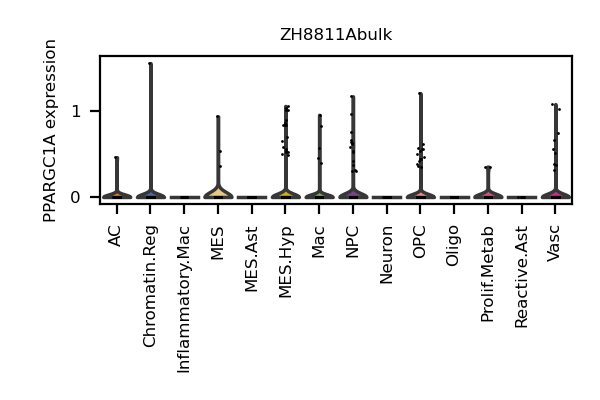 ZH8811Abulk
PPARGC1A expression
1
0
AC
Chromatin.Reg
Inflammatory.Mac
MES
MES.Ast
MES.Hyp
Mac
NPC
Neuron
OPC
Oligo
Prolif.Metab
Reactive.Ast
Vasc